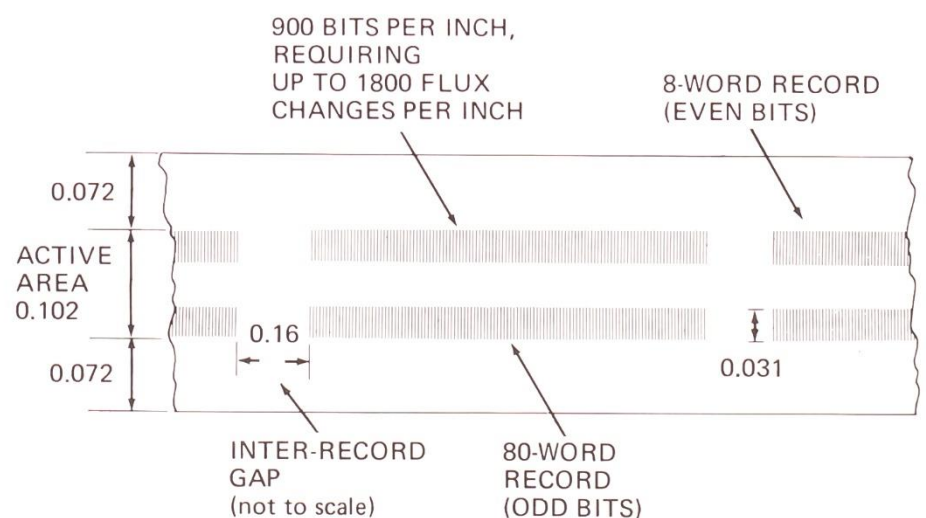 900 BITS PER INCH,
REQUIRING
UP TO 1800 FLUX
CHANGES PER INCH
8-WORD RECORD
(EVEN BITS)
0.072
ACTIVE
AREA
0.102
0.16
0.072
0.031
INTER-RECORD
GAP
(not to scale)
80-WORD
RECORD
(ODD BITS)